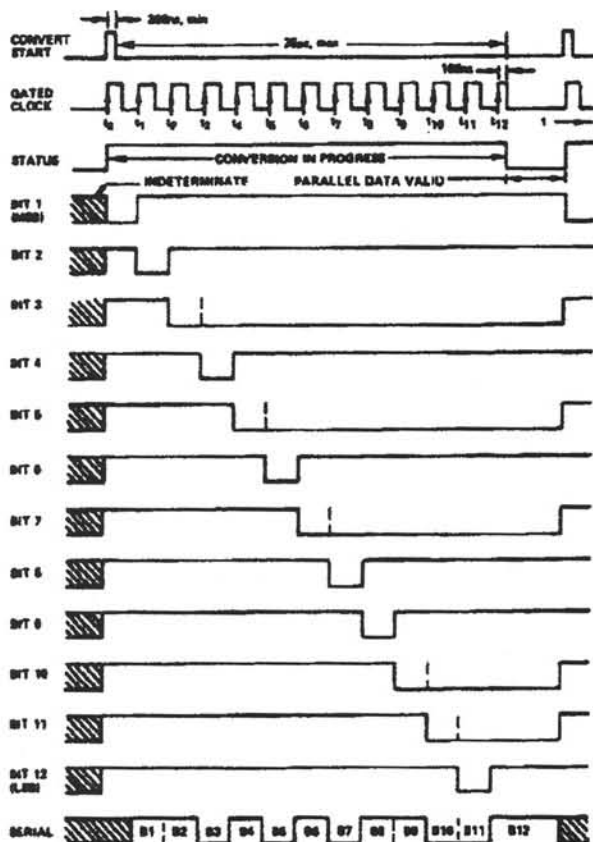 200ns, min
CONVERT
START
max
GATED
CLOCK
100ns
t0 t1 t2 t3 t4 t5 t6 t7 t8 t9 t10 t11 t12 t
STATUS
CONVERSION IN PROGRESS
INDETERMINATE PARALLEL DATA VALID
BIT 1
(MSB)
BIT 2
BIT 3
BIT 4
BIT 5
BIT 6
BIT 7
BIT 8
BIT 9
BIT 10
BIT 11
BIT 12
(LSB)
SERIAL B1 B2 B3 B4 B5 B6 B7 B8 B9 B10 B11 B12